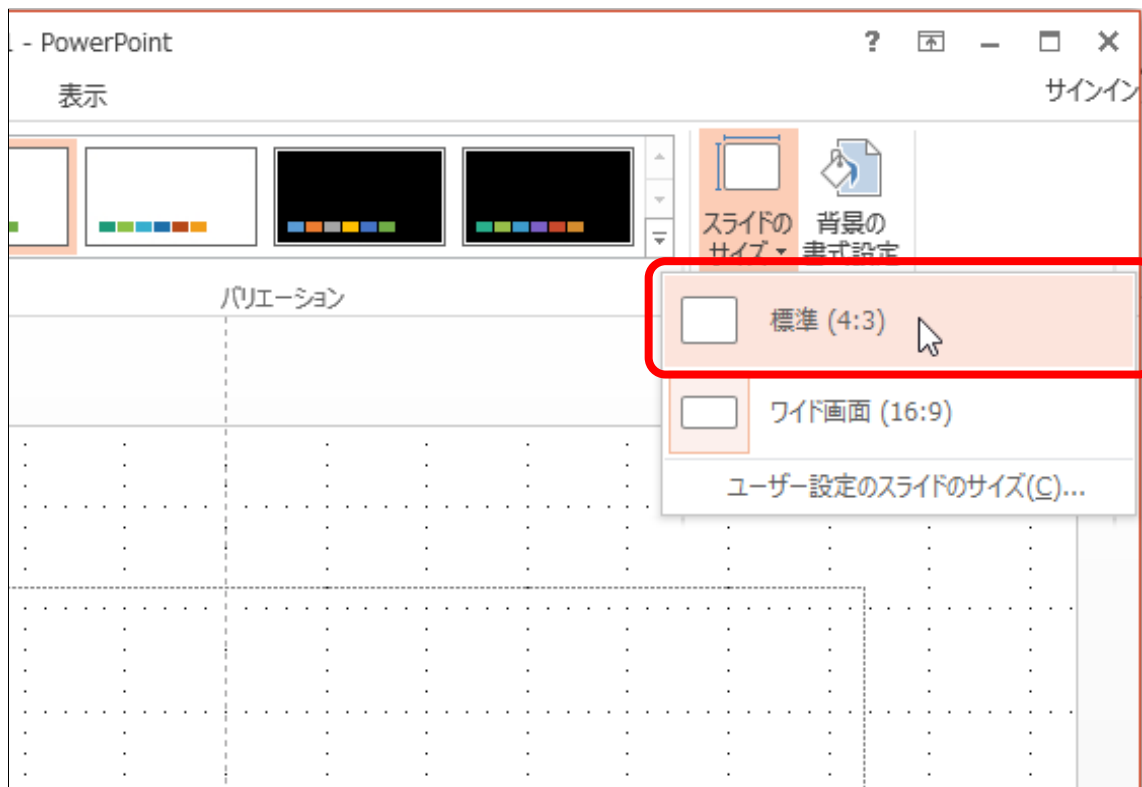 - PowerPoint
?
表示
サインイン
スライドの
サイズ
背景の
書式設定
バリエーション
標準 (4:3)
ワイド画面 (16:9)
ユーザー設定のスライドのサイズ(C)...